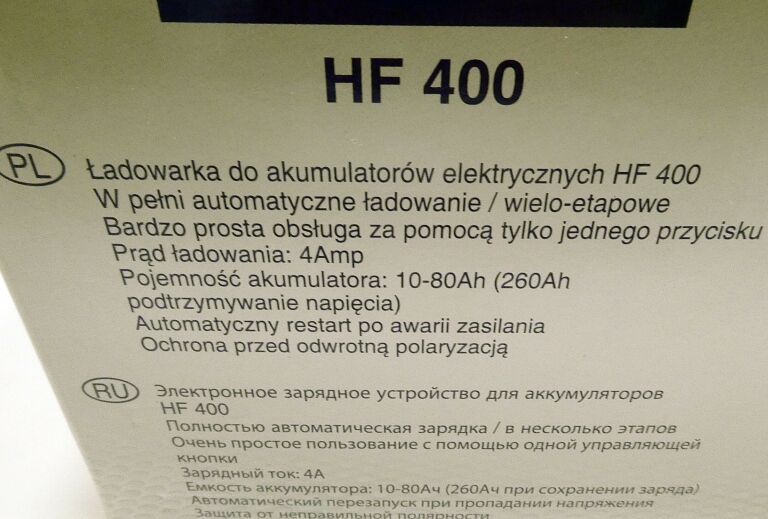 HF 400
PL
Ładowarka do akumulatorów elektrycznych HF 400
W pełni automatyczne ładowanie / wielo-etapowe
Bardzo prosta obsługa za pomocą tylko jednego przycisku
Prąd ładowania: 4Amp
Pojemność akumulatora: 10-80Ah (260Ah
podtrzymywanie napięcia)
Automatyczny restart po awarii zasilania
Ochrona przed odwrotną polaryzacją
RU
Электронное зарядное устройство для аккумуляторов
HF 400
Полностью автоматическая зарядка / в несколько этапов
Очень простое пользование с помощью одной управляющей
кнопки
Зарядный ток: 4А
Емкость аккумулятора: 10-80Ач (260Ач при сохранении заряда)
Автоматический перезапуск при пропадании напряжения
Защита от неправильной полярности